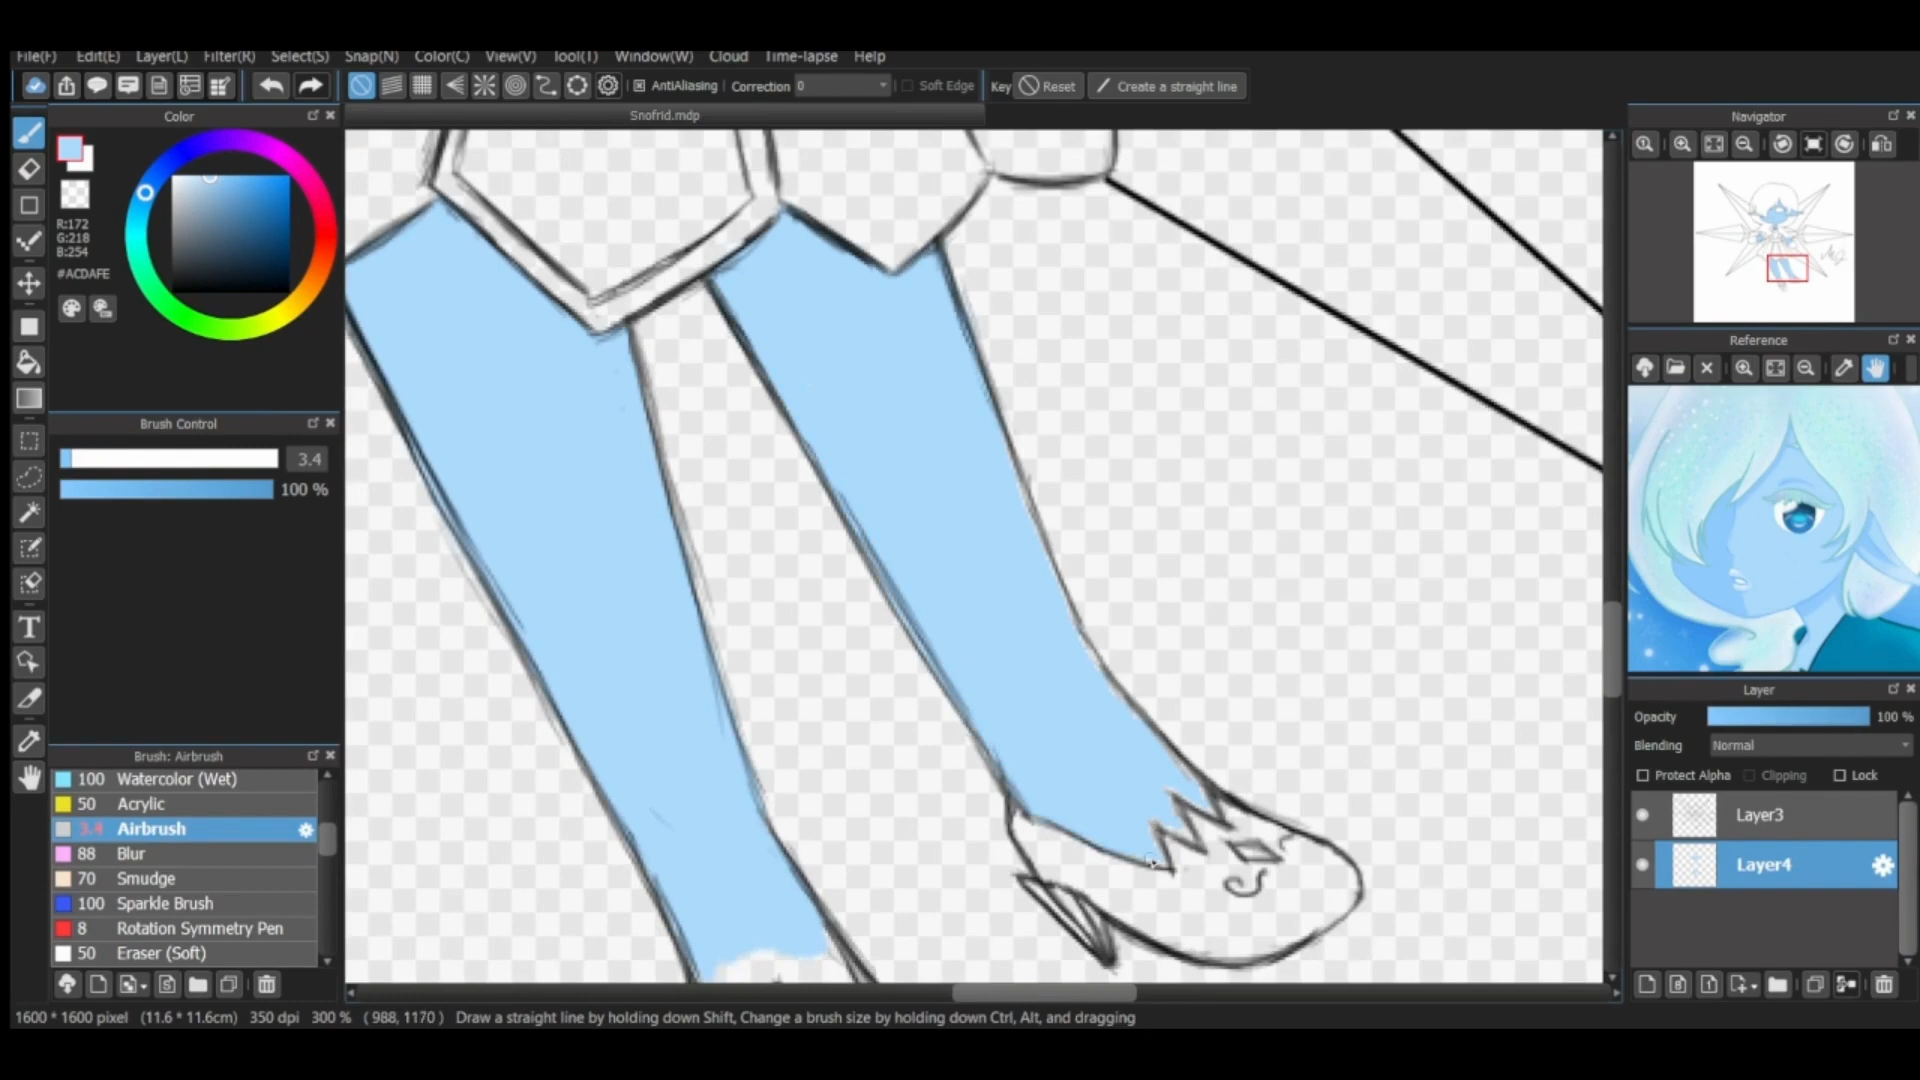 File(F) Edit(E) Layer(L) Filter(R) Select(S) Snap(N) Color(C) View(V) Tool(T) Window(W) Cloud Time-lapse Help
AntiAliasing Correction 0 Soft Edge Key Reset Create a straight line
Color
Snofrid.mdp
Navigator
R:172
G:218
B:254
#ACDAFE
Reference
Brush Control
3.4
100 %
Layer
Opacity 100 %
Blending Normal
Protect Alpha Clipping Lock
Layer3
Layer4
Brush: Airbrush
100 Watercolor (Wet)
50 Acrylic
3.4 Airbrush
88 Blur
70 Smudge
100 Sparkle Brush
8 Rotation Symmetry Pen
50 Eraser (Soft)
1600 * 1600 pixel (11.6 * 11.6cm) 350 dpi 300 % ( 988, 1170 ) Draw a straight line by holding down Shift, Change a brush size by holding down Ctrl, Alt, and dragging